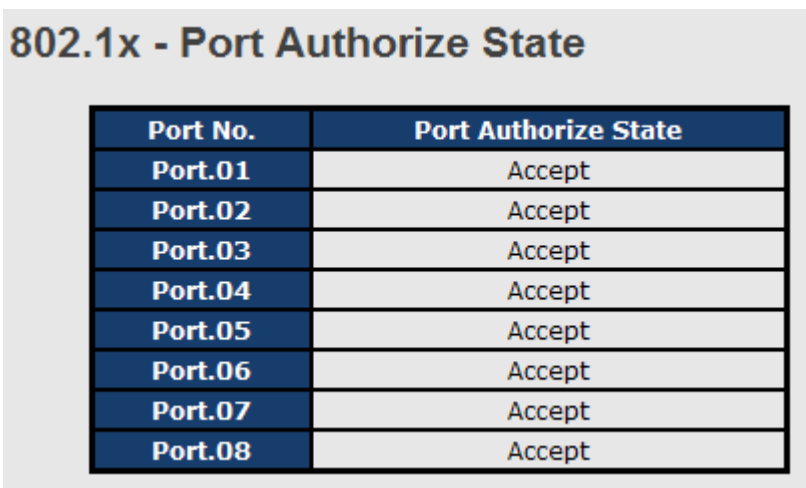 802.1x - Port Authorize State
Port No. Port Authorize State
Port.01 Accept
Port.02 Accept
Port.03 Accept
Port.04 Accept
Port.05 Accept
Port.06 Accept
Port.07 Accept
Port.08 Accept